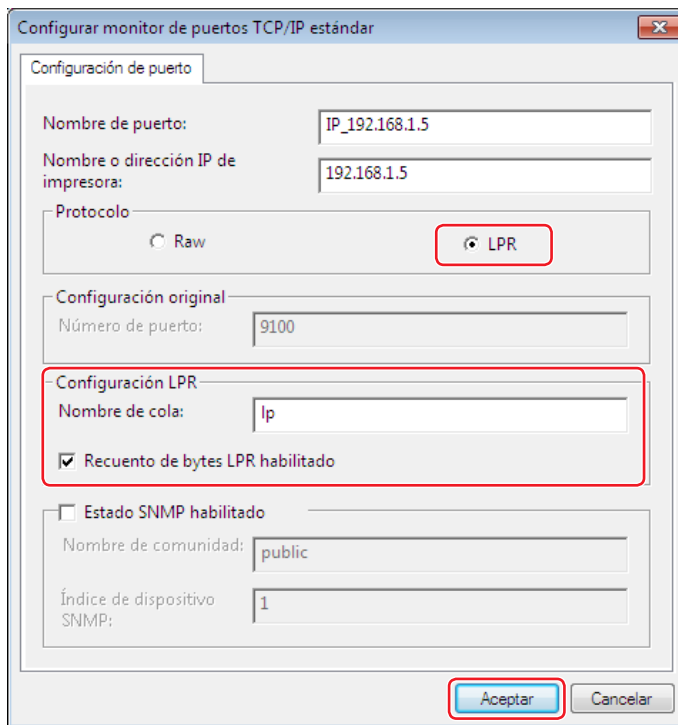 Configurar monitor de puertos TCP/IP estándar
Configuración de puerto
Nombre de puerto: IP_192.168.1.5
Nombre o dirección IP de
impresora: 192.168.1.5
Protocolo
Raw LPR
Configuración original
Número de puerto: 9100
Configuración LPR
Nombre de cola: lp
Recuento de bytes LPR habilitado
Estado SNMP habilitado
Nombre de comunidad: public
Índice de dispositivo
SNMP: 1
Aceptar Cancelar